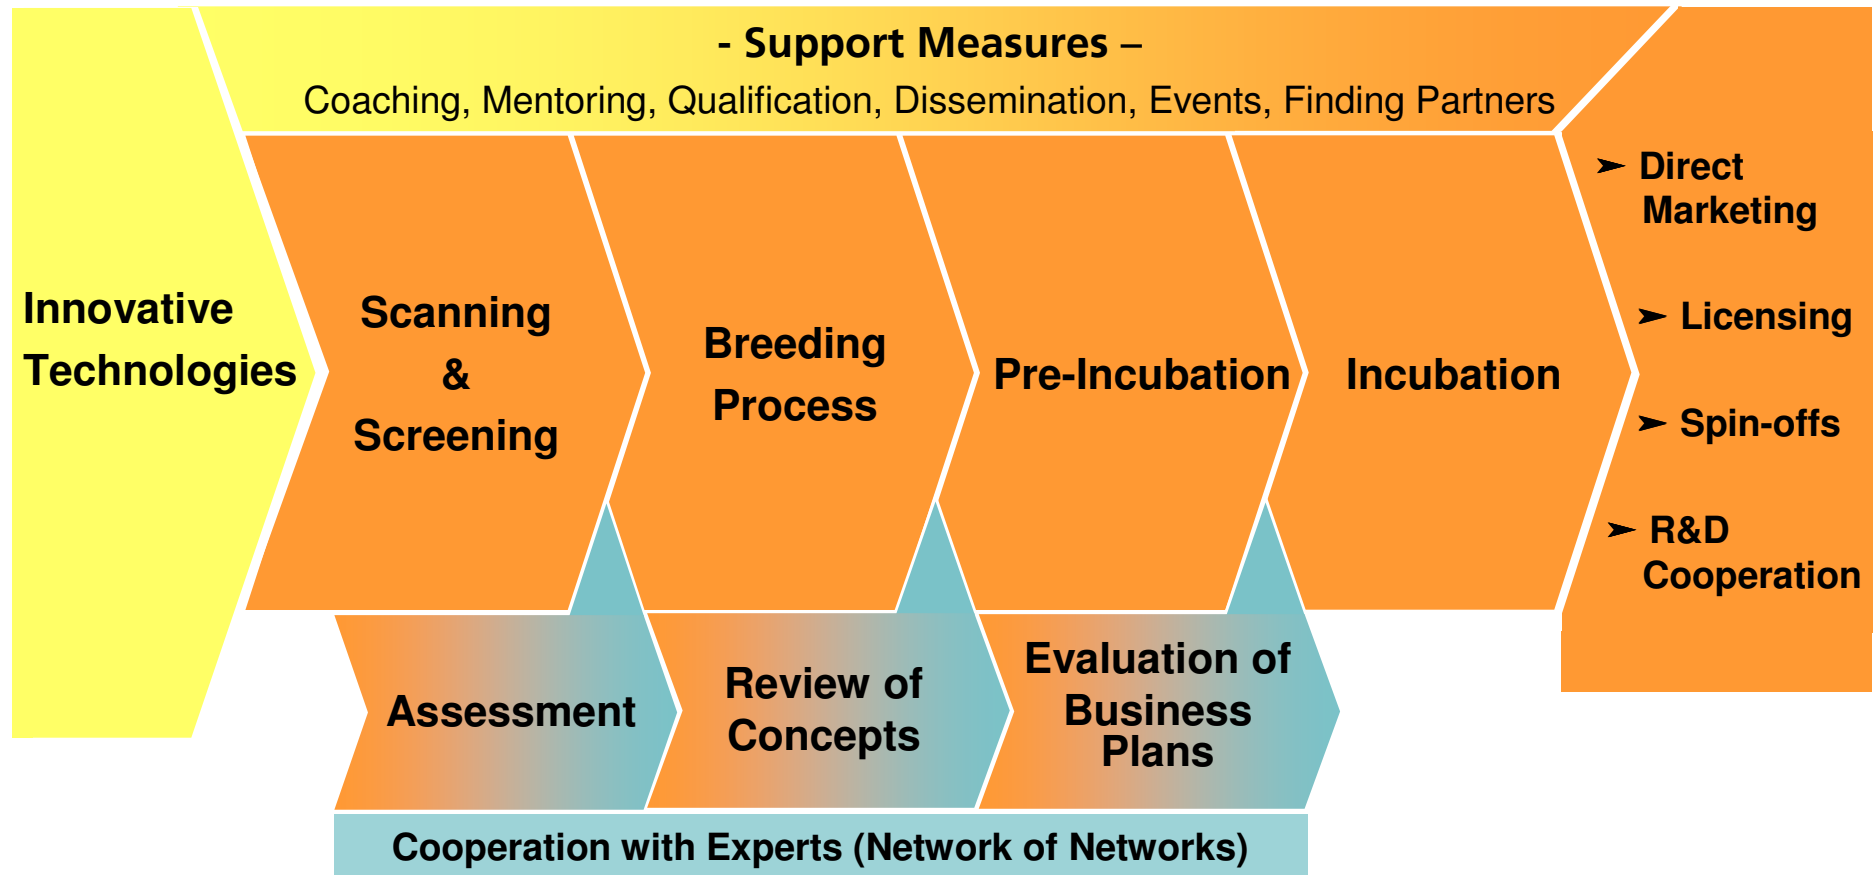 - Support Measures –
Coaching, Mentoring, Qualification, Dissemination, Events, Finding Partners
Innovative
Technologies
Scanning
&
Screening
Breeding
Process
Pre-Incubation
Incubation
➢ Direct
Marketing
➢ Licensing
➢ Spin-offs
➢ R&D
Cooperation
Assessment
Review of
Concepts
Evaluation of
Business
Plans
Cooperation with Experts (Network of Networks)